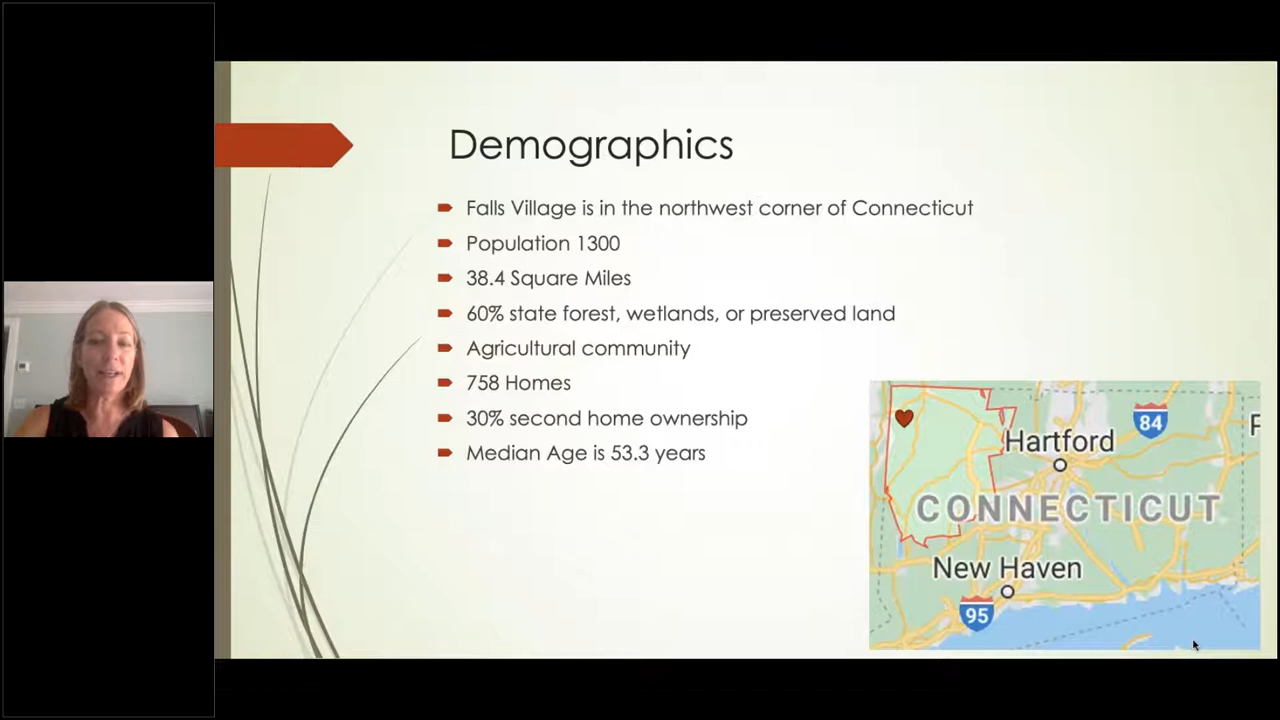 Demographics
Falls Village is in the northwest corner of Connecticut
Population 1300
38.4 Square Miles
60% state forest, wetlands, or preserved land
Agricultural community
758 Homes
30% second home ownership
Median Age is 53.3 years
84
F
Hartford
CONNECTICUT
New Haven
95